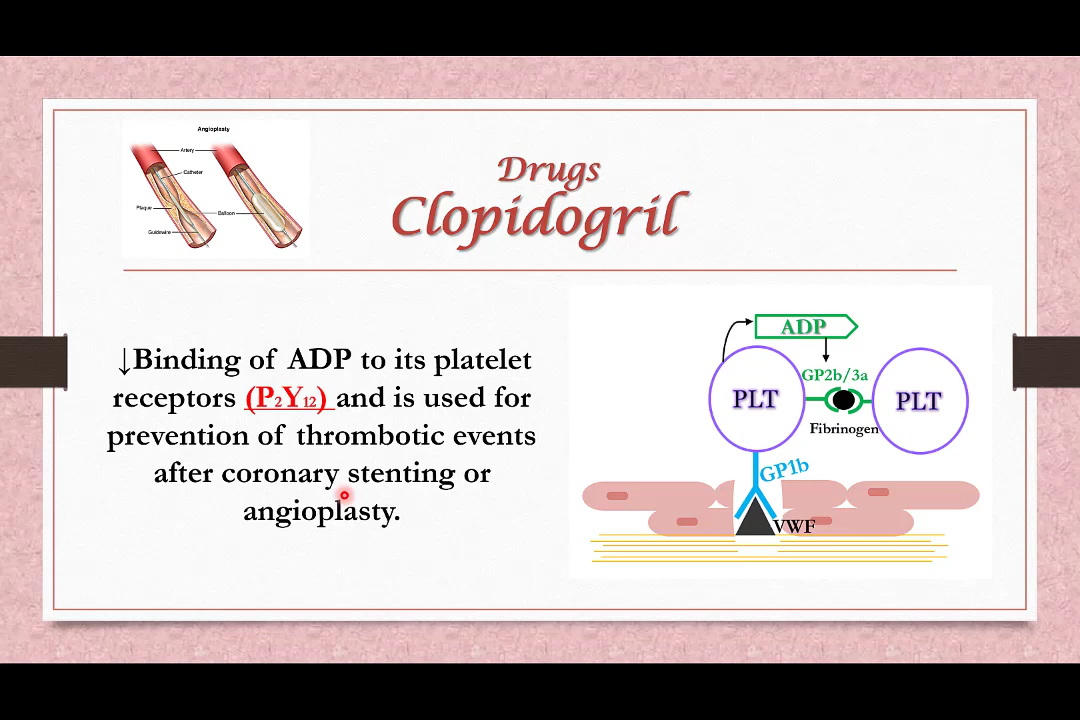 Angioplasty
Artery
Catheter
Plaque
Balloon
Guidewire
Drugs
Clopidogril
↓Binding of ADP to its platelet
receptors (P₂Y₁₂) and is used for
prevention of thrombotic events
after coronary stenting or
angioplasty.
ADP
GP2b/3a
PLT
PLT
Fibrinogen
GP1b
VWF